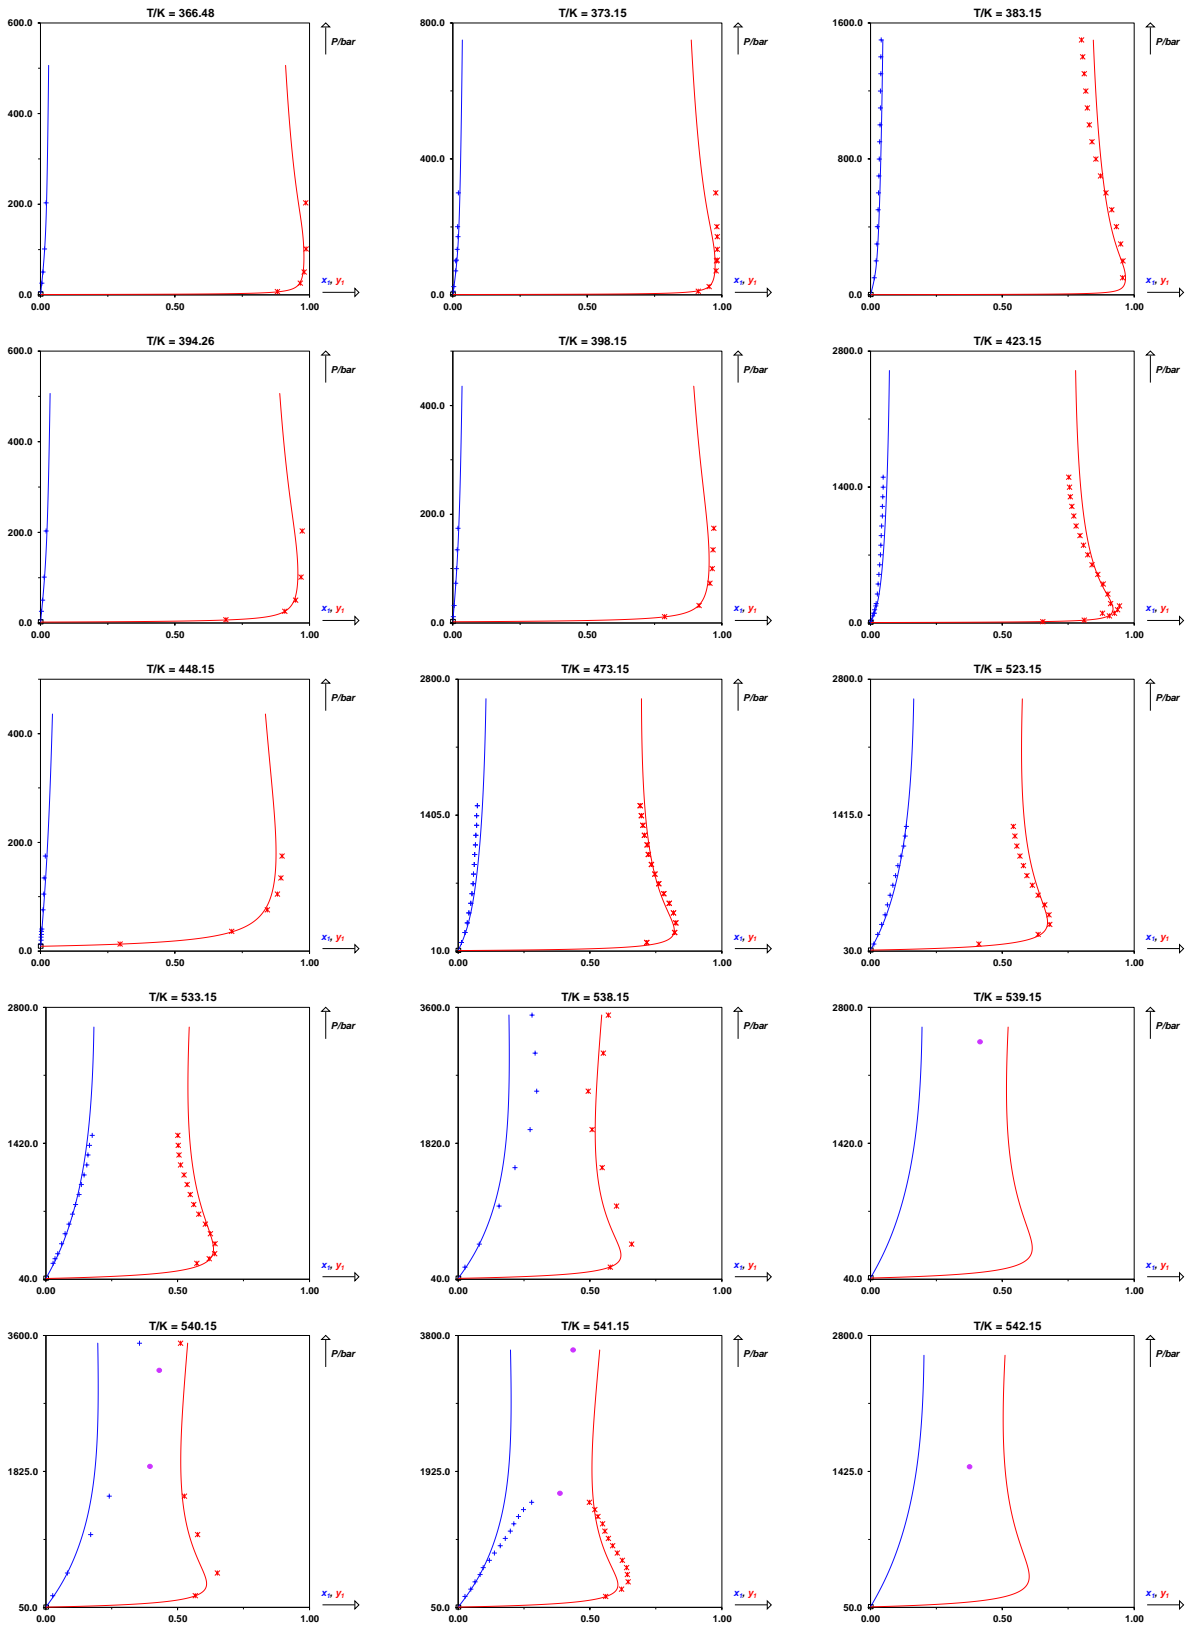 T/K = 366.48
600.0
P/bar
400.0
200.0
x₁, y₁
0.0
0.00 0.50 1.00
T/K = 373.15
800.0
P/bar
400.0
x₁, y₁
0.0
0.00 0.50 1.00
T/K = 383.15
1600.0
P/bar
800.0
x₁, y₁
0.0
0.00 0.50 1.00
T/K = 394.26
600.0
P/bar
400.0
200.0
x₁, y₁
0.0
0.00 0.50 1.00
T/K = 398.15
P/bar
400.0
200.0
x₁, y₁
0.0
0.00 0.50 1.00
T/K = 423.15
2800.0
P/bar
1400.0
x₁, y₁
0.0
0.00 0.50 1.00
T/K = 448.15
P/bar
400.0
200.0
x₁, y₁
0.0
0.00 0.50 1.00
T/K = 473.15
2800.0
P/bar
1405.0
x₁, y₁
10.0
0.00 0.50 1.00
T/K = 523.15
2800.0
P/bar
1415.0
x₁, y₁
30.0
0.00 0.50 1.00
T/K = 533.15
2800.0
P/bar
1420.0
x₁, y₁
40.0
0.00 0.50 1.00
T/K = 538.15
3600.0
P/bar
1820.0
x₁, y₁
40.0
0.00 0.50 1.00
T/K = 539.15
2800.0
P/bar
1420.0
x₁, y₁
40.0
0.00 0.50 1.00
T/K = 540.15
3600.0
P/bar
1825.0
x₁, y₁
50.0
0.00 0.50 1.00
T/K = 541.15
3800.0
P/bar
1925.0
x₁, y₁
50.0
0.00 0.50 1.00
T/K = 542.15
2800.0
P/bar
1425.0
x₁, y₁
50.0
0.00 0.50 1.00